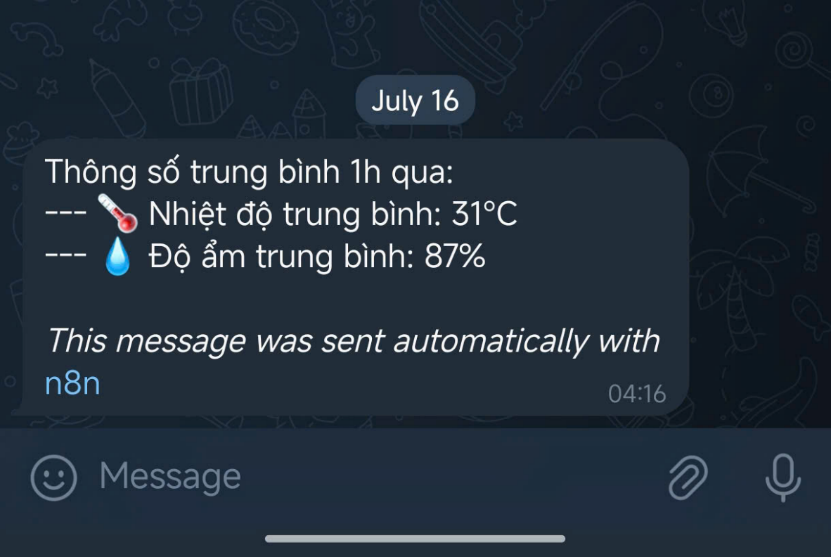 July 16
Thông số trung bình 1h qua:
--- 🌡️ Nhiệt độ trung bình: 31°C
--- 💧 Độ ẩm trung bình: 87%
This message was sent automatically with
n8n
04:16
Message